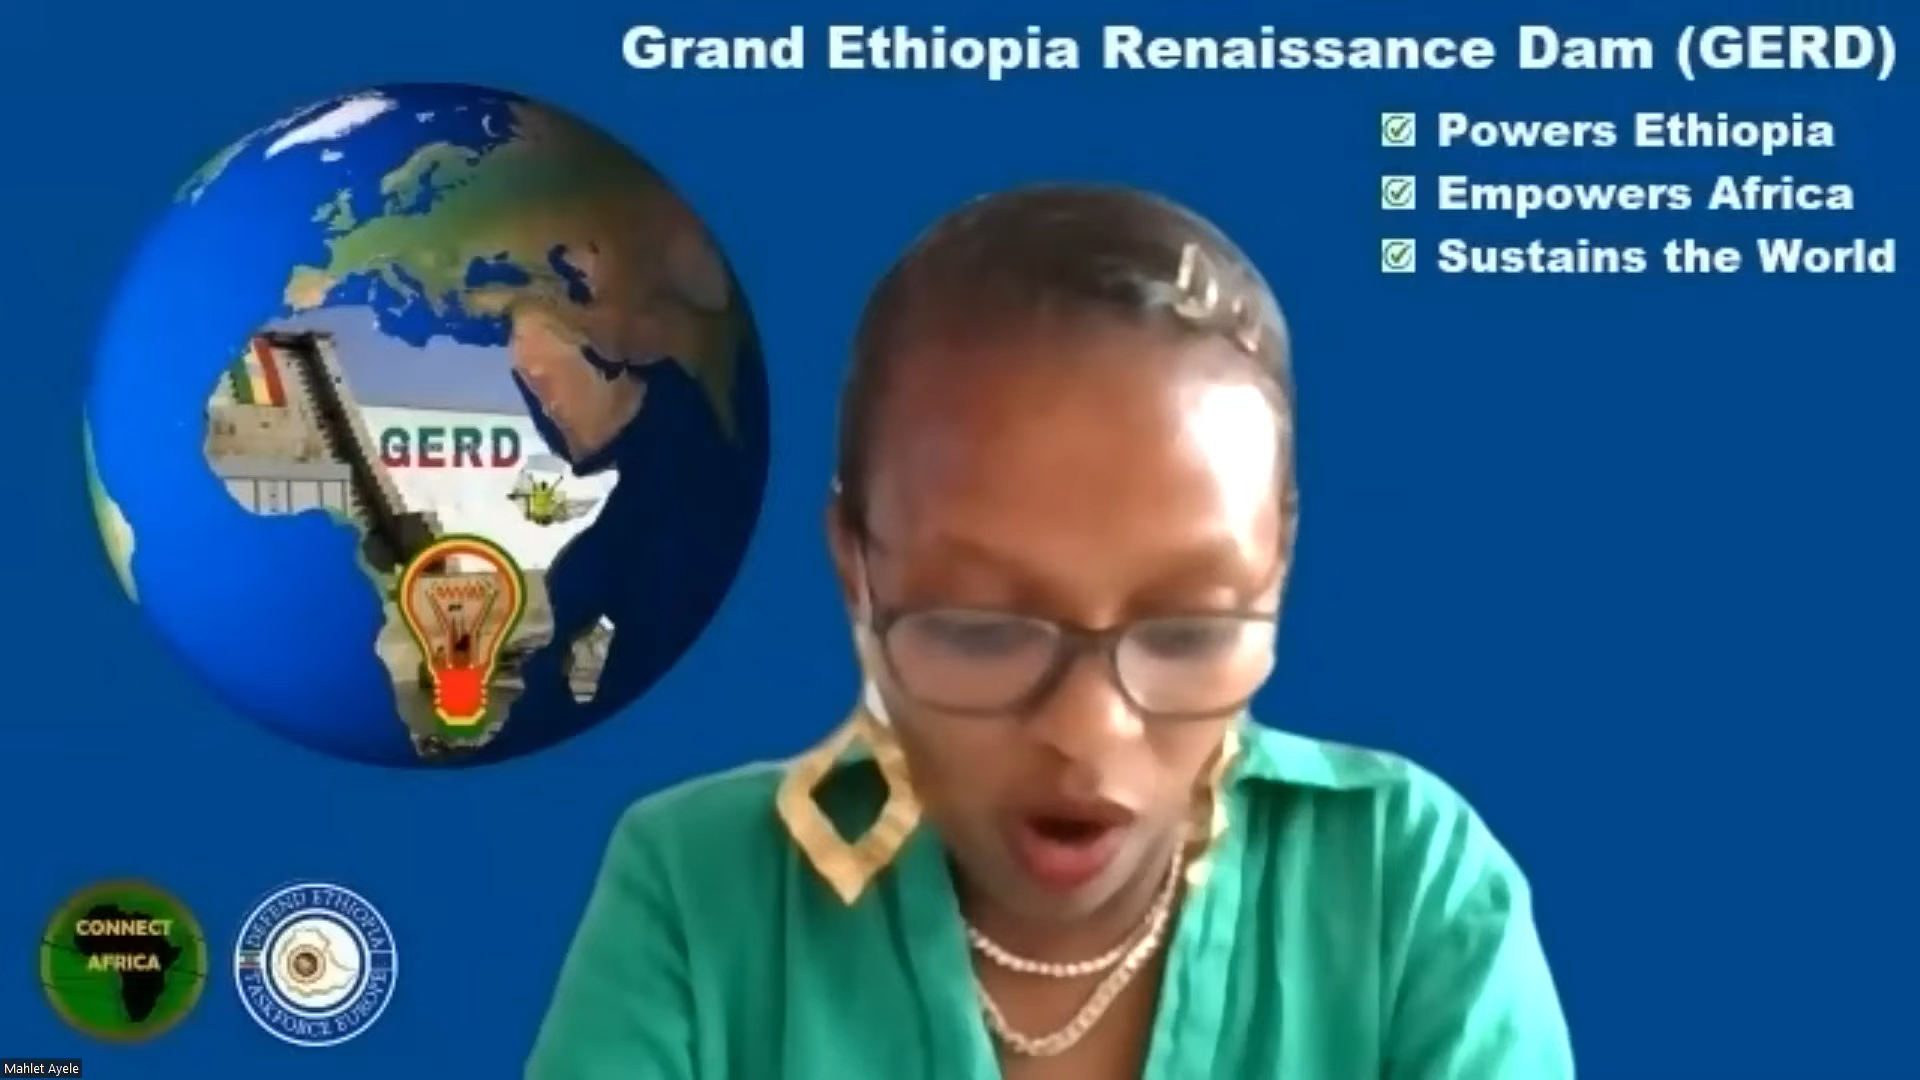 Grand Ethiopia Renaissance Dam (GERD)
Powers Ethiopia
Empowers Africa
Sustains the World
GERD
CONNECT
AFRICA
DEFEND ETHIOPIA
TASKFORCE EUROPE
Mahlet Ayele